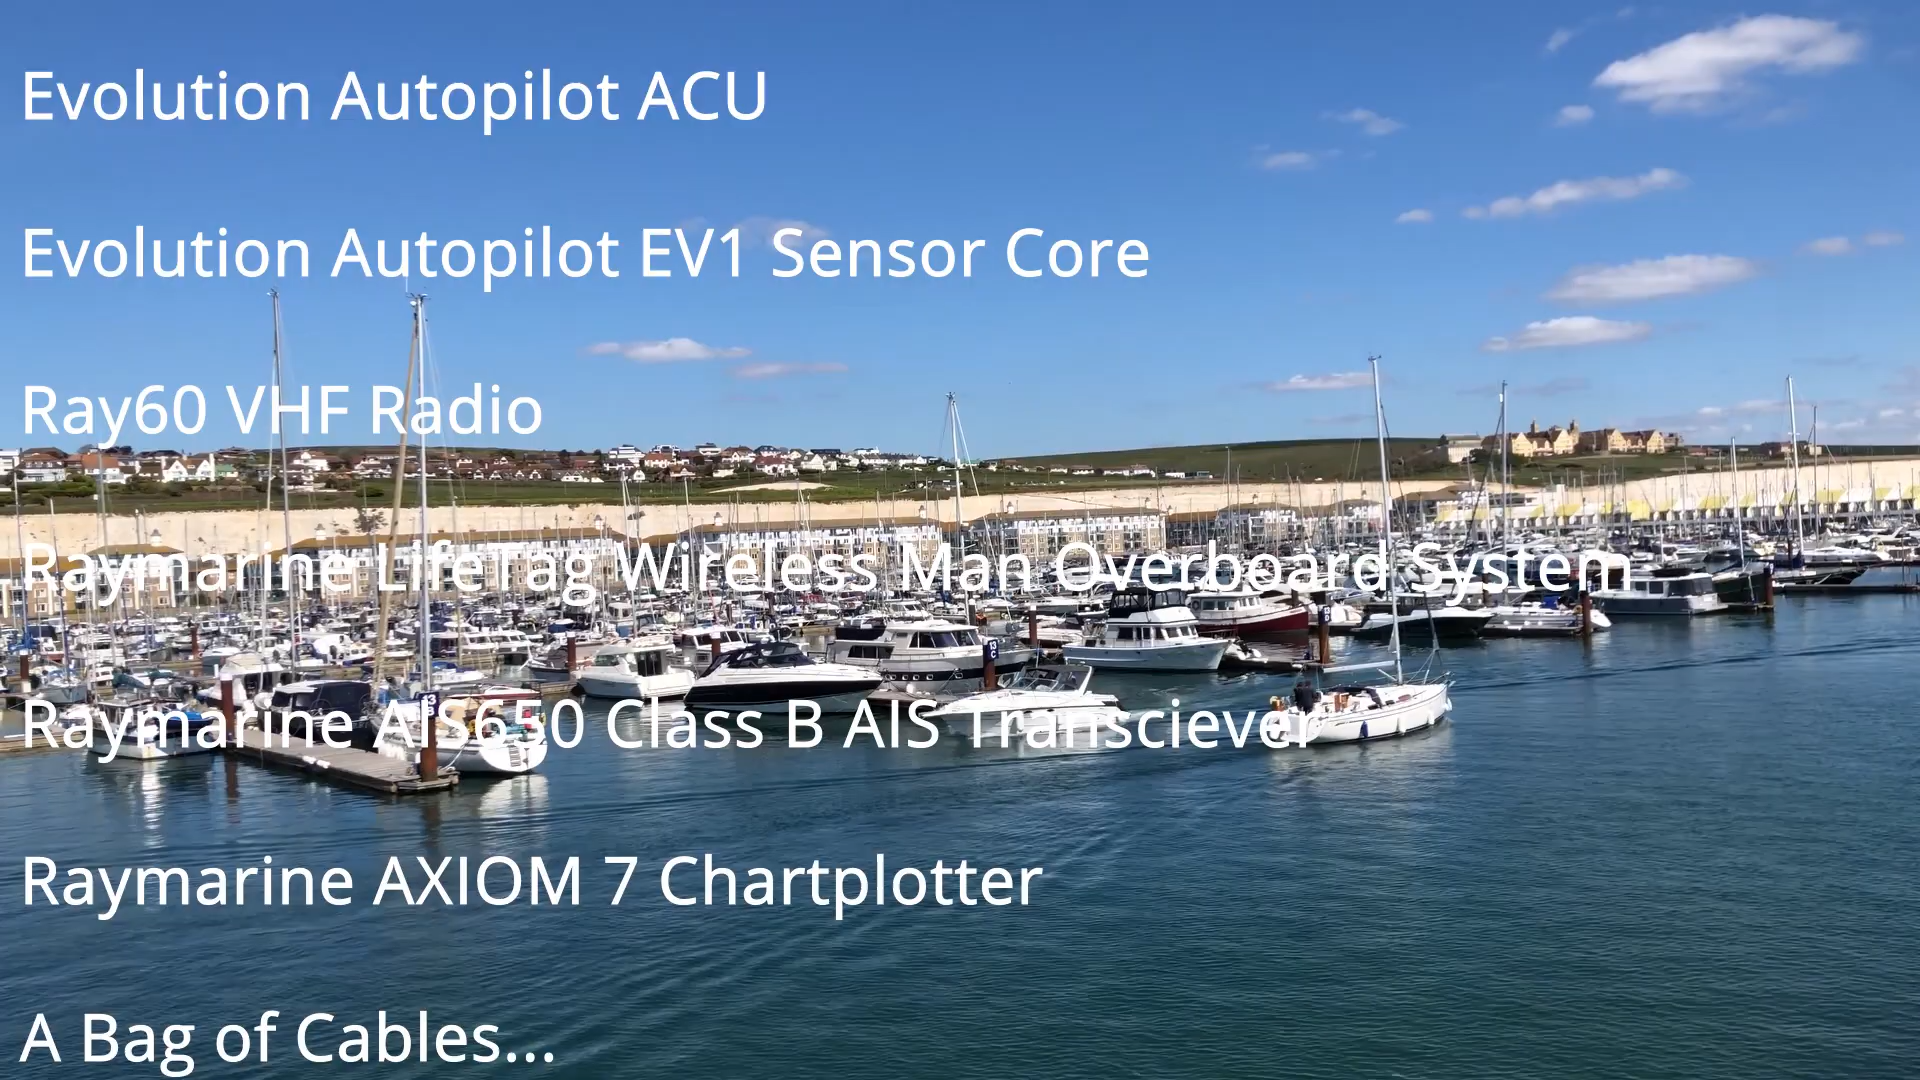 Evolution Autopilot ACU
Evolution Autopilot EV1 Sensor Core
Ray60 VHF Radio
Raymarine LifeTag Wireless Man Overboard System
Raymarine AIS650 Class B AIS Transciever
Raymarine AXIOM 7 Chartplotter
A Bag of Cables...